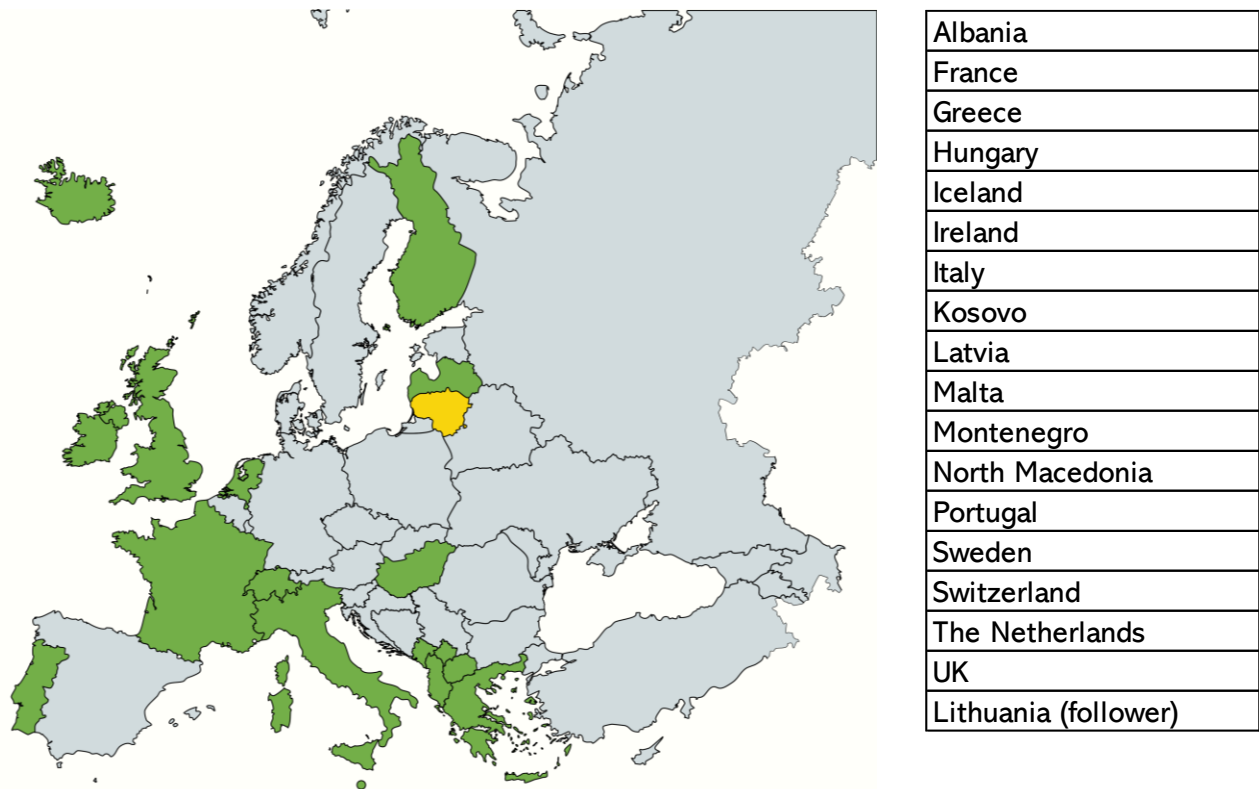 Albania
France
Greece
Hungary
Iceland
Ireland
Italy
Kosovo
Latvia
Malta
Montenegro
North Macedonia
Portugal
Sweden
Switzerland
The Netherlands
UK
Lithuania (follower)